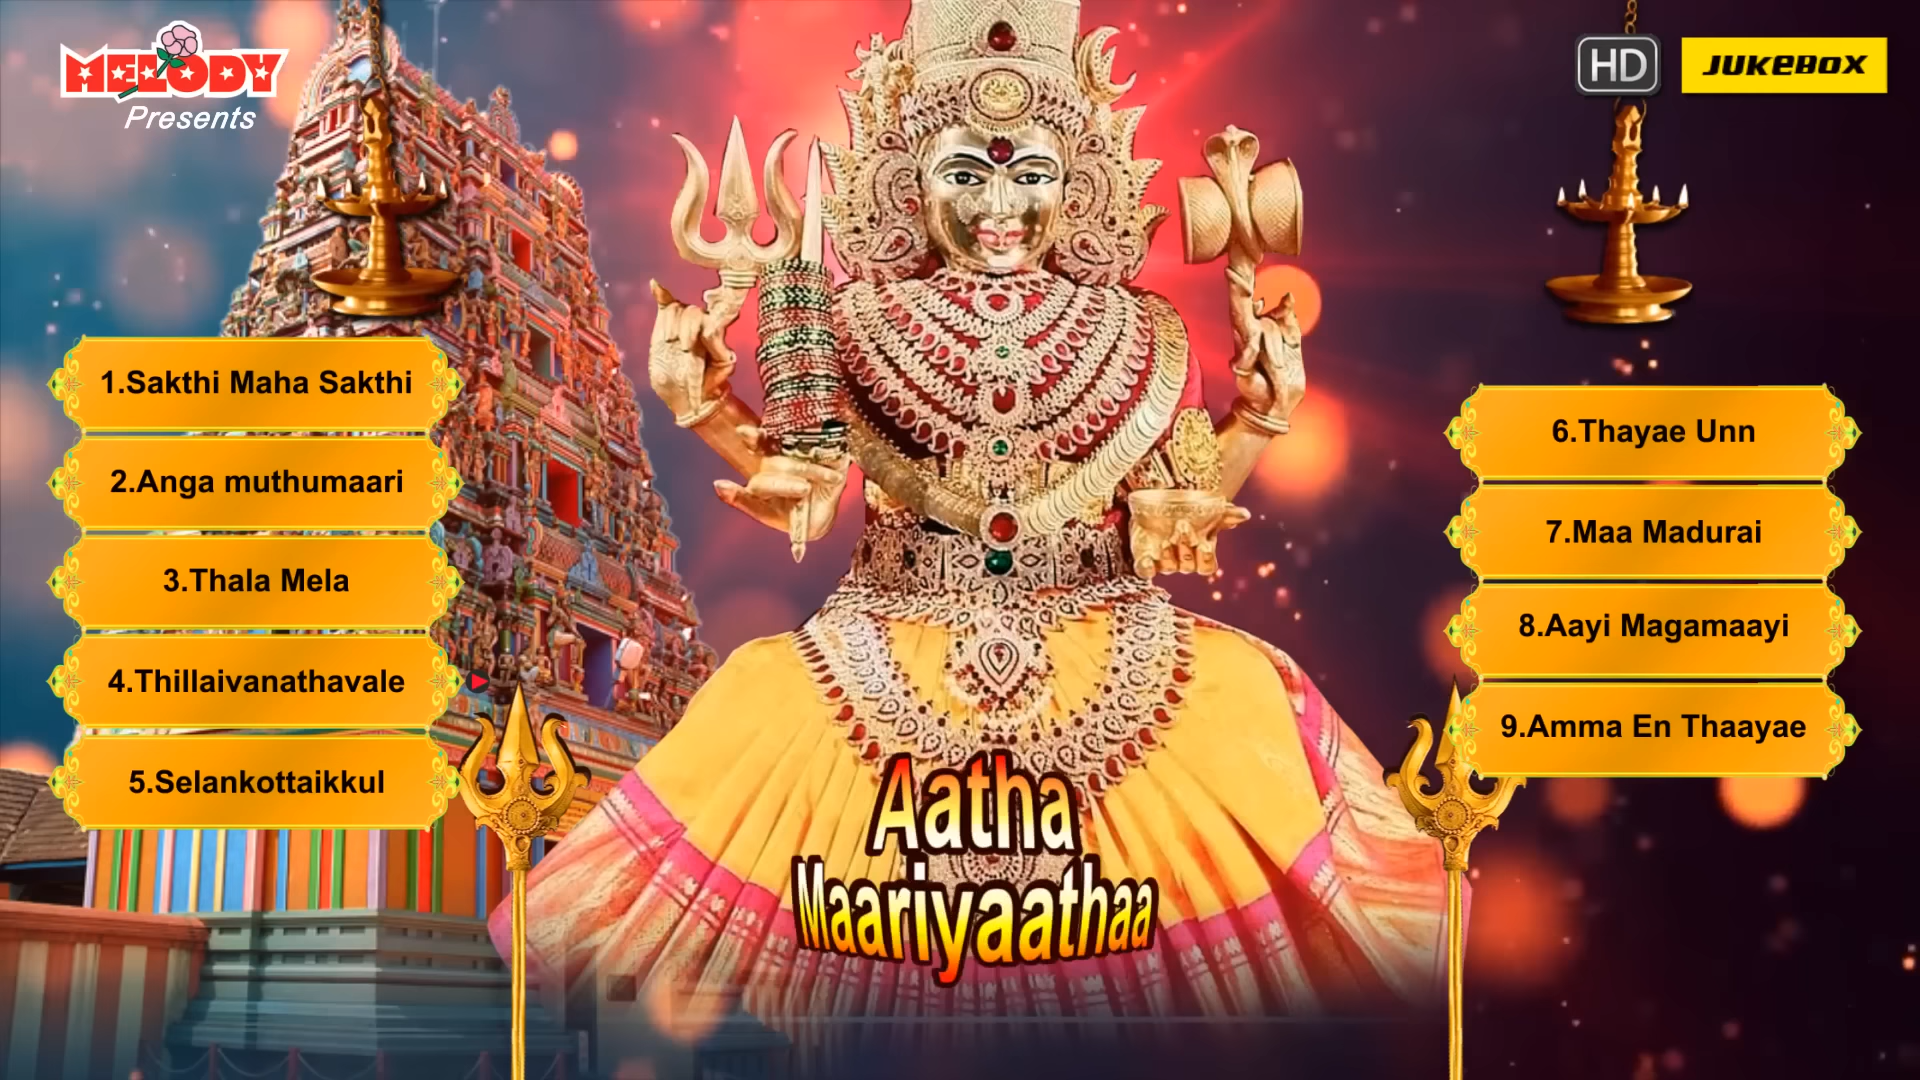 MELODY
Presents
HD
JUKEBOX
1.Sakthi Maha Sakthi
2.Anga muthumaari
3.Thala Mela
4.Thillaivanathavale
5.Selankottaikkul
6.Thayae Unn
7.Maa Madurai
8.Aayi Magamaayi
9.Amma En Thaayae
Aatha
Maariyaathaa